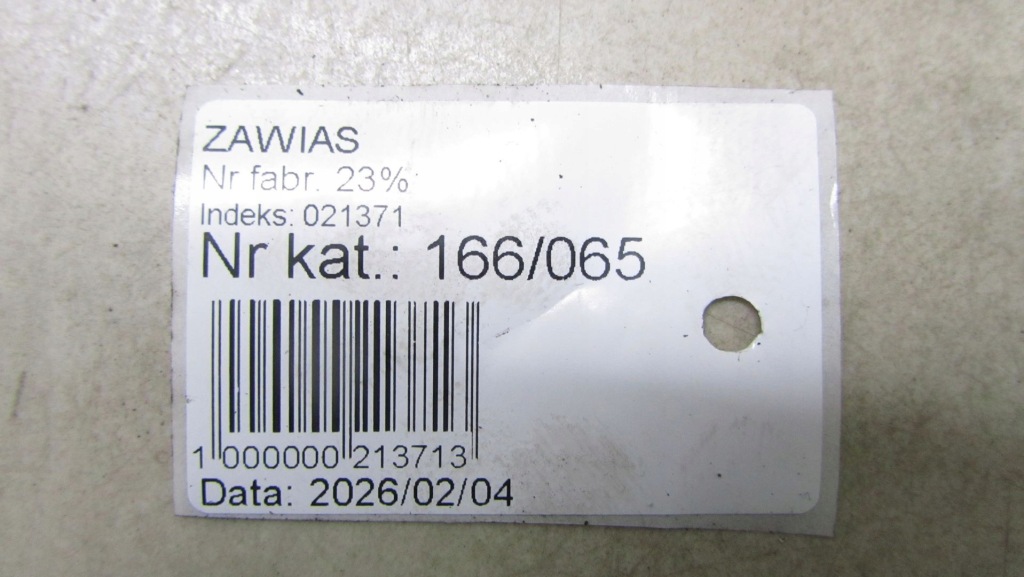 ZAWIAS
Nr fabr. 23%
Indeks: 021371
Nr kat.: 166/065
1 000000 213713
Data: 2026/02/04